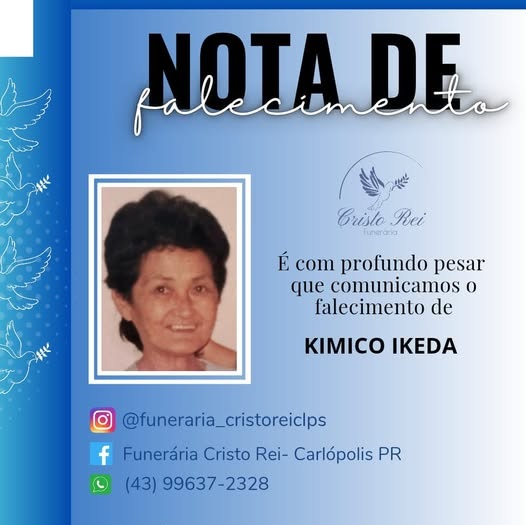 NOTA DE
falecimento
Cristo Rei
Funerária
É com profundo pesar
que comunicamos o
falecimento de
KIMICO IKEDA
@funeraria_cristoreiclps
Funerária Cristo Rei- Carlópolis PR
(43) 99637-2328